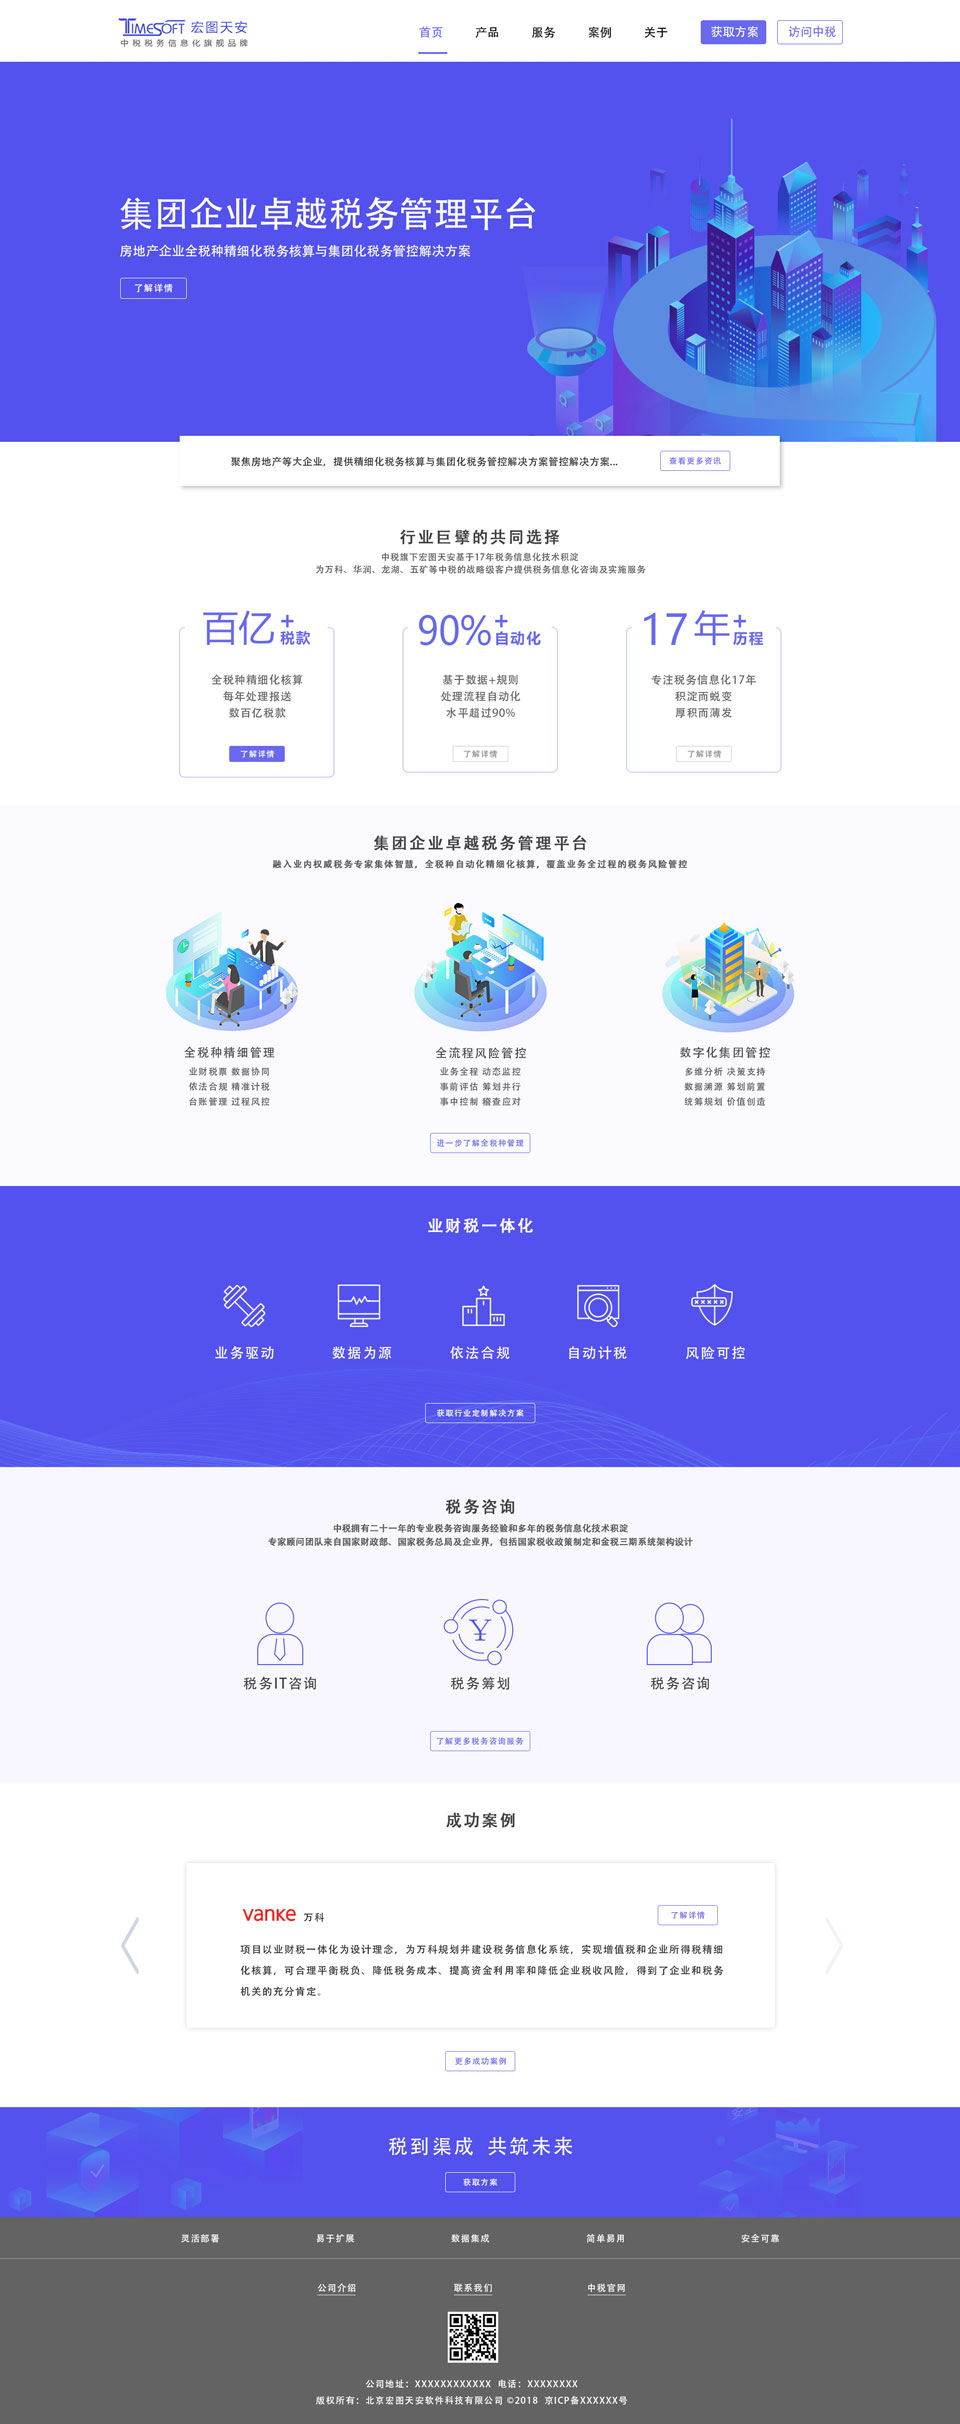 TIMESOFT 宏图天安
中税税务信息化旗舰品牌
首页 产品 服务 案例 关于 获取方案 访问中税
集团企业卓越税务管理平台
房地产企业全税种精细化税务核算与集团化税务管控解决方案
了解详情
聚焦房地产等大企业，提供精细化税务核算与集团化税务管控解决方案管控解决方案... 查看更多资讯
行业巨擘的共同选择
中税旗下宏图天安基于17年税务信息化技术积淀
为万科、华润、龙湖、五矿等中税的战略级客户提供税务信息化咨询及实施服务
百亿+税款
全税种精细化核算
每年处理报送
数百亿税款
了解详情
90%+自动化
基于数据+规则
处理流程自动化
水平超过90%
了解详情
17年+历程
专注税务信息化17年
积淀而蜕变
厚积而薄发
了解详情
集团企业卓越税务管理平台
融入业内权威税务专家集体智慧，全税种自动化精细化核算，覆盖业务全过程的税务风险管控
全税种精细管理
业财税票 数据协同
依法合规 精准计税
台账管理 过程风控
全流程风险管控
业务全程 动态监控
事前评估 筹划并行
事中控制 稽查应对
数字化集团管控
多维分析 决策支持
数据溯源 筹划前置
统筹规划 价值创造
进一步了解全税种管理
业财税一体化
业务驱动 数据为源 依法合规 自动计税 风险可控
获取行业定制解决方案
税务咨询
中税拥有二十一年的专业税务咨询服务经验和多年的税务信息化技术积淀
专家顾问团队来自国家财政部、国家税务总局及企业界，包括国家税收政策制定和金税三期系统架构设计
税务IT咨询 税务筹划 税务咨询
了解更多税务咨询服务
成功案例
vanke 万科 了解详情
项目以业财税一体化为设计理念，为万科规划并建设税务信息化系统，实现增值税和企业所得税精细
化核算，可合理平衡税负、降低税务成本、提高资金利用率和降低企业税收风险，得到了企业和税务
机关的充分肯定。
更多成功案例
税到渠成 共筑未来
获取方案
灵活部署 易于扩展 数据集成 简单易用 安全可靠
公司介绍 联系我们 中税官网
公司地址：XXXXXXXXXXXX 电话：XXXXXXXX
版权所有：北京宏图天安软件科技有限公司 ©2018 京ICP备XXXXXX号